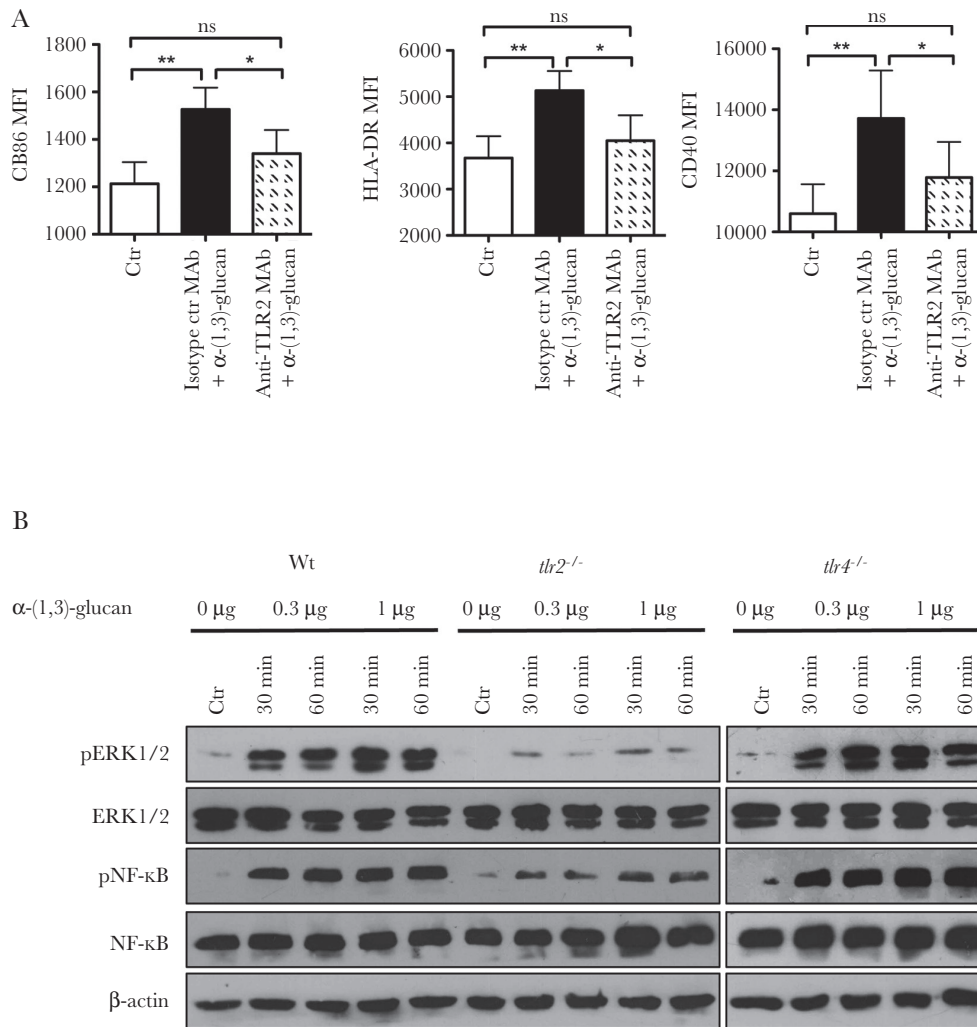 A
CB86 MFI
1800
1600
1400
1200
1000
ns
**
*
Ctr
Isotype ctr MAb
+ α-(1,3)-glucan
Anti-TLR2 MAb
+ α-(1,3)-glucan
HLA-DR MFI
6000
5000
4000
3000
2000
ns
**
*
Ctr
Isotype ctr MAb
+ α-(1,3)-glucan
Anti-TLR2 MAb
+ α-(1,3)-glucan
CD40 MFI
16000
14000
12000
10000
ns
**
*
Ctr
Isotype ctr MAb
+ α-(1,3)-glucan
Anti-TLR2 MAb
+ α-(1,3)-glucan
B
Wt tlr2-/- tlr4-/-
α-(1,3)-glucan 0 μg 0.3 μg 1 μg 0 μg 0.3 μg 1 μg 0 μg 0.3 μg 1 μg
Ctr 30 min 60 min 30 min 60 min Ctr 30 min 60 min 30 min 60 min Ctr 30 min 60 min 30 min 60 min
pERK1/2
ERK1/2
pNF-κB
NF-κB
β-actin